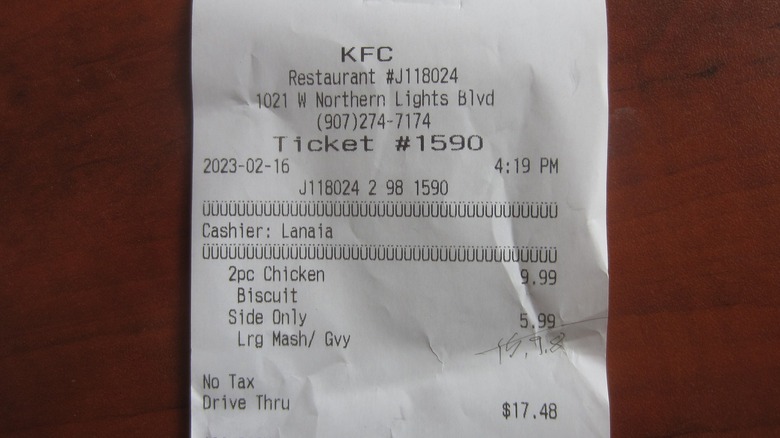 KFC
Restaurant #J118024
1021 W Northern Lights Blvd
(907)274-7174
Ticket #1590
2023-02-16 4:19 PM
J118024 2 98 1590
ÜÜÜÜÜÜÜÜÜÜÜÜÜÜÜÜÜÜÜÜÜÜÜÜÜÜÜÜÜÜÜÜÜÜÜÜÜÜÜÜ
Cashier: Lanaia
ÜÜÜÜÜÜÜÜÜÜÜÜÜÜÜÜÜÜÜÜÜÜÜÜÜÜÜÜÜÜÜÜÜÜÜÜÜÜÜÜ
2pc Chicken 9.99
Biscuit
Side Only 5.99
Lrg Mash/ Gvy
No Tax
Drive Thru $17.48